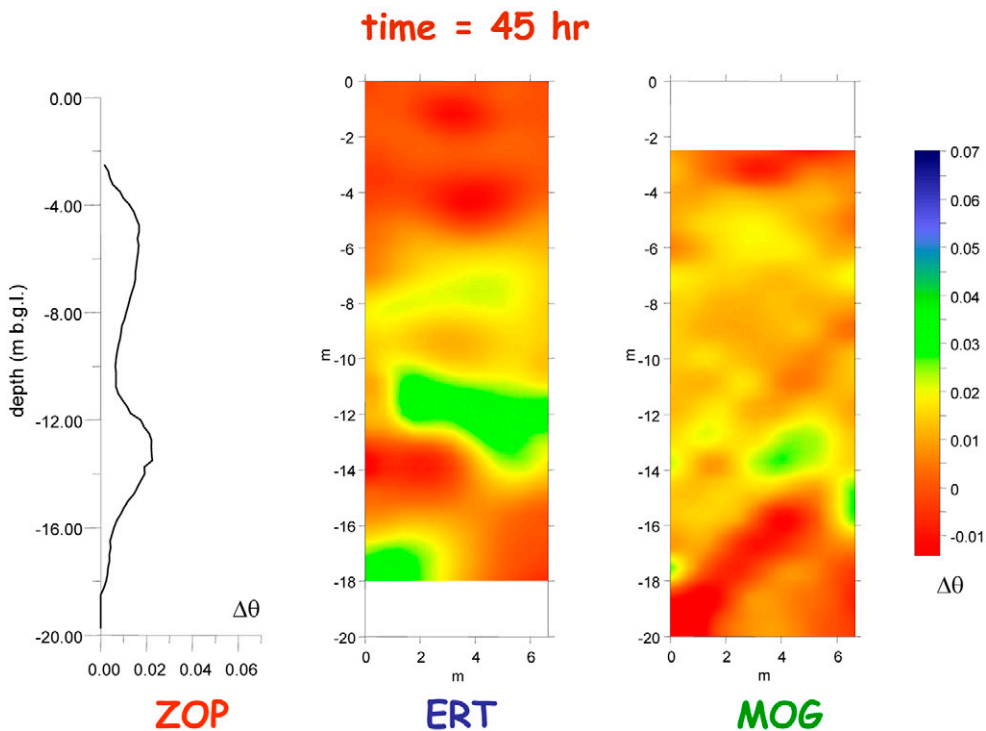 time = 45 hr
depth (m b.g.l.)
0.00
-4.00
-8.00
-12.00
-16.00
-20.00
0.00 0.02 0.04 0.06
Δθ
ZOP
m
0
-2
-4
-6
-8
-10
-12
-14
-16
-18
-20
0 2 4 6
m
ERT
m
0
-2
-4
-6
-8
-10
-12
-14
-16
-18
-20
0 2 4 6
m
MOG
0.07
0.06
0.05
0.04
0.03
0.02
0.01
0
-0.01
Δθ